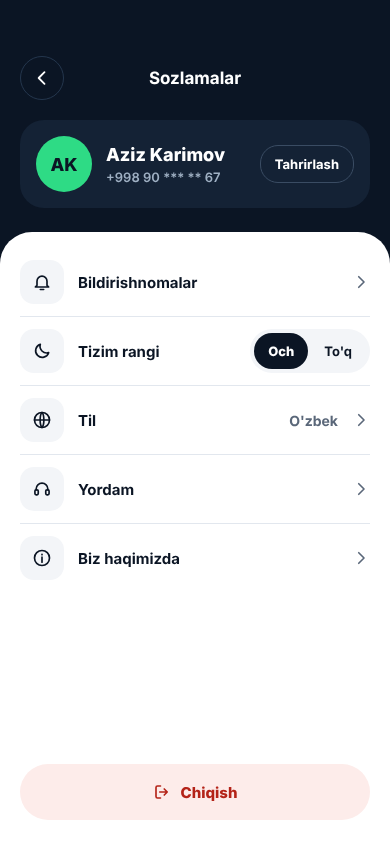 Sozlamalar
AK
Aziz Karimov
+998 90 *** ** 67
Tahrirlash
Bildirishnomalar
Tizim rangi
Och
To'q
Til
O'zbek
Yordam
Biz haqimizda
Chiqish